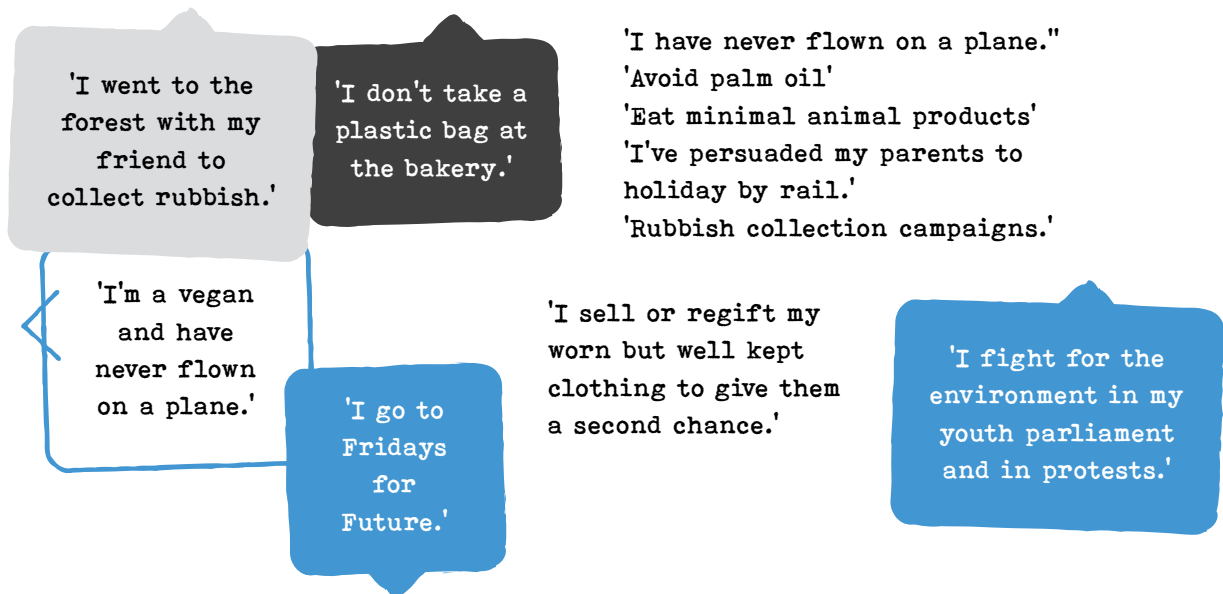 'I went to the
forest with my
friend to
collect rubbish.'
'I don't take a
plastic bag at
the bakery.'
'I have never flown on a plane."
'Avoid palm oil'
'Eat minimal animal products'
'I've persuaded my parents to
holiday by rail.'
'Rubbish collection campaigns.'
'I'm a vegan
and have
never flown
on a plane.'
'I go to
Fridays
for
Future.'
'I sell or regift my
worn but well kept
clothing to give them
a second chance.'
'I fight for the
environment in my
youth parliament
and in protests.'